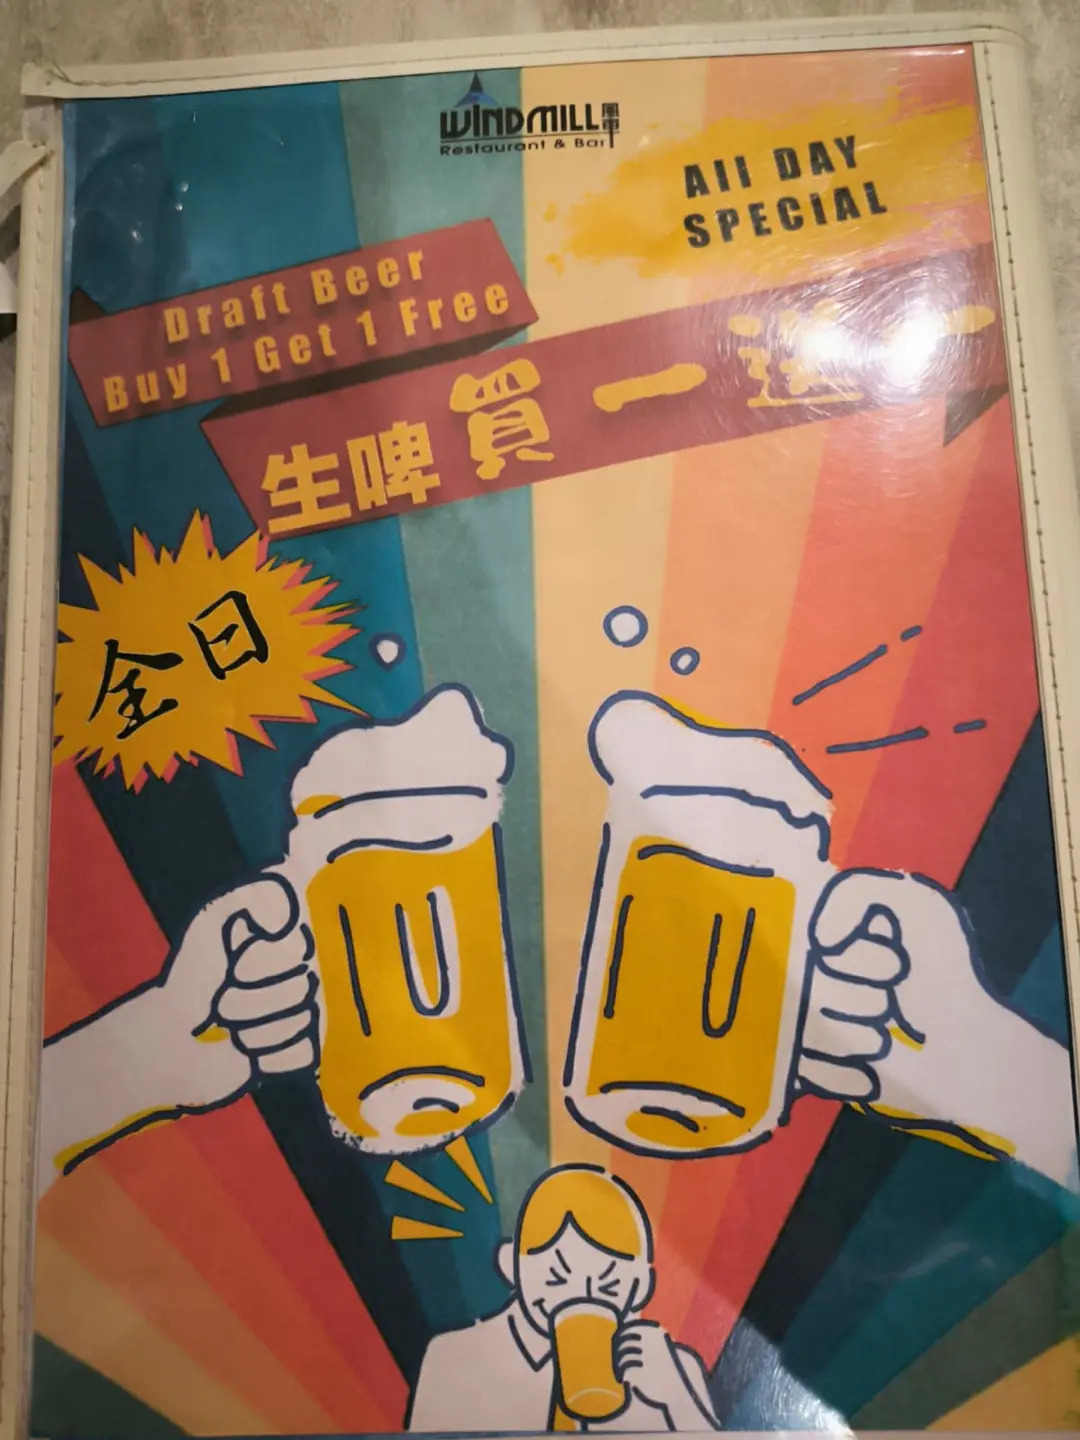 WINDMILL 風車
Restaurant & Bar
All DAY
SPECIAL
Draft Beer
Buy 1 Get 1 Free
生啤買一送一
全日